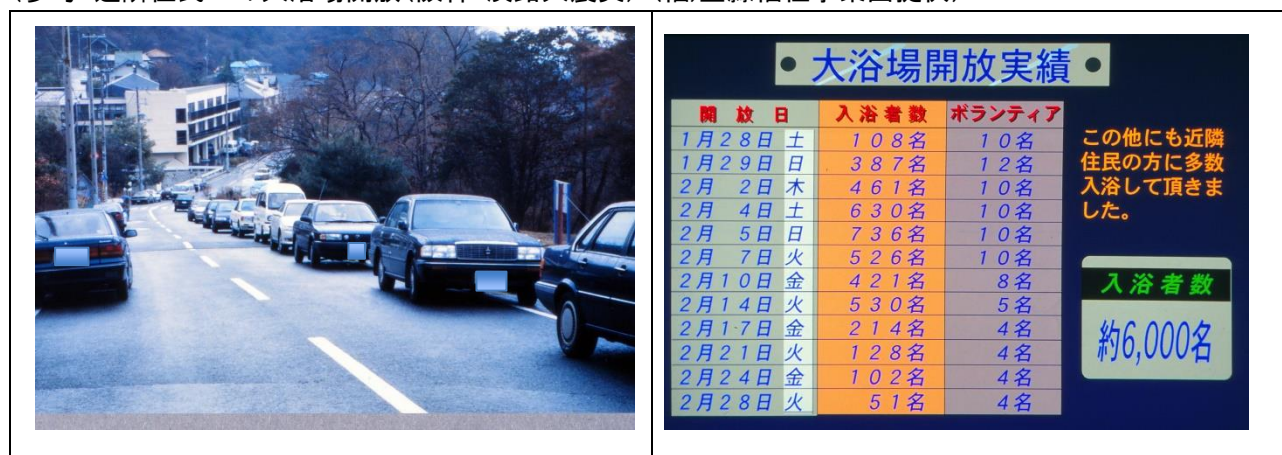 大浴場開放実績
開放日 入浴者数 ボランティア
1月28日 土 108名 10名
1月29日 日 387名 12名
2月 2日 木 461名 10名
2月 4日 土 630名 10名
2月 5日 日 736名 10名
2月 7日 火 526名 10名
2月10日 金 421名 8名
2月14日 火 530名 5名
2月17日 金 214名 4名
2月21日 火 128名 4名
2月24日 金 102名 4名
2月28日 火 51名 4名
この他にも近隣
住民の方に多数
入浴して頂きま
した。
入浴者数
約6,000名